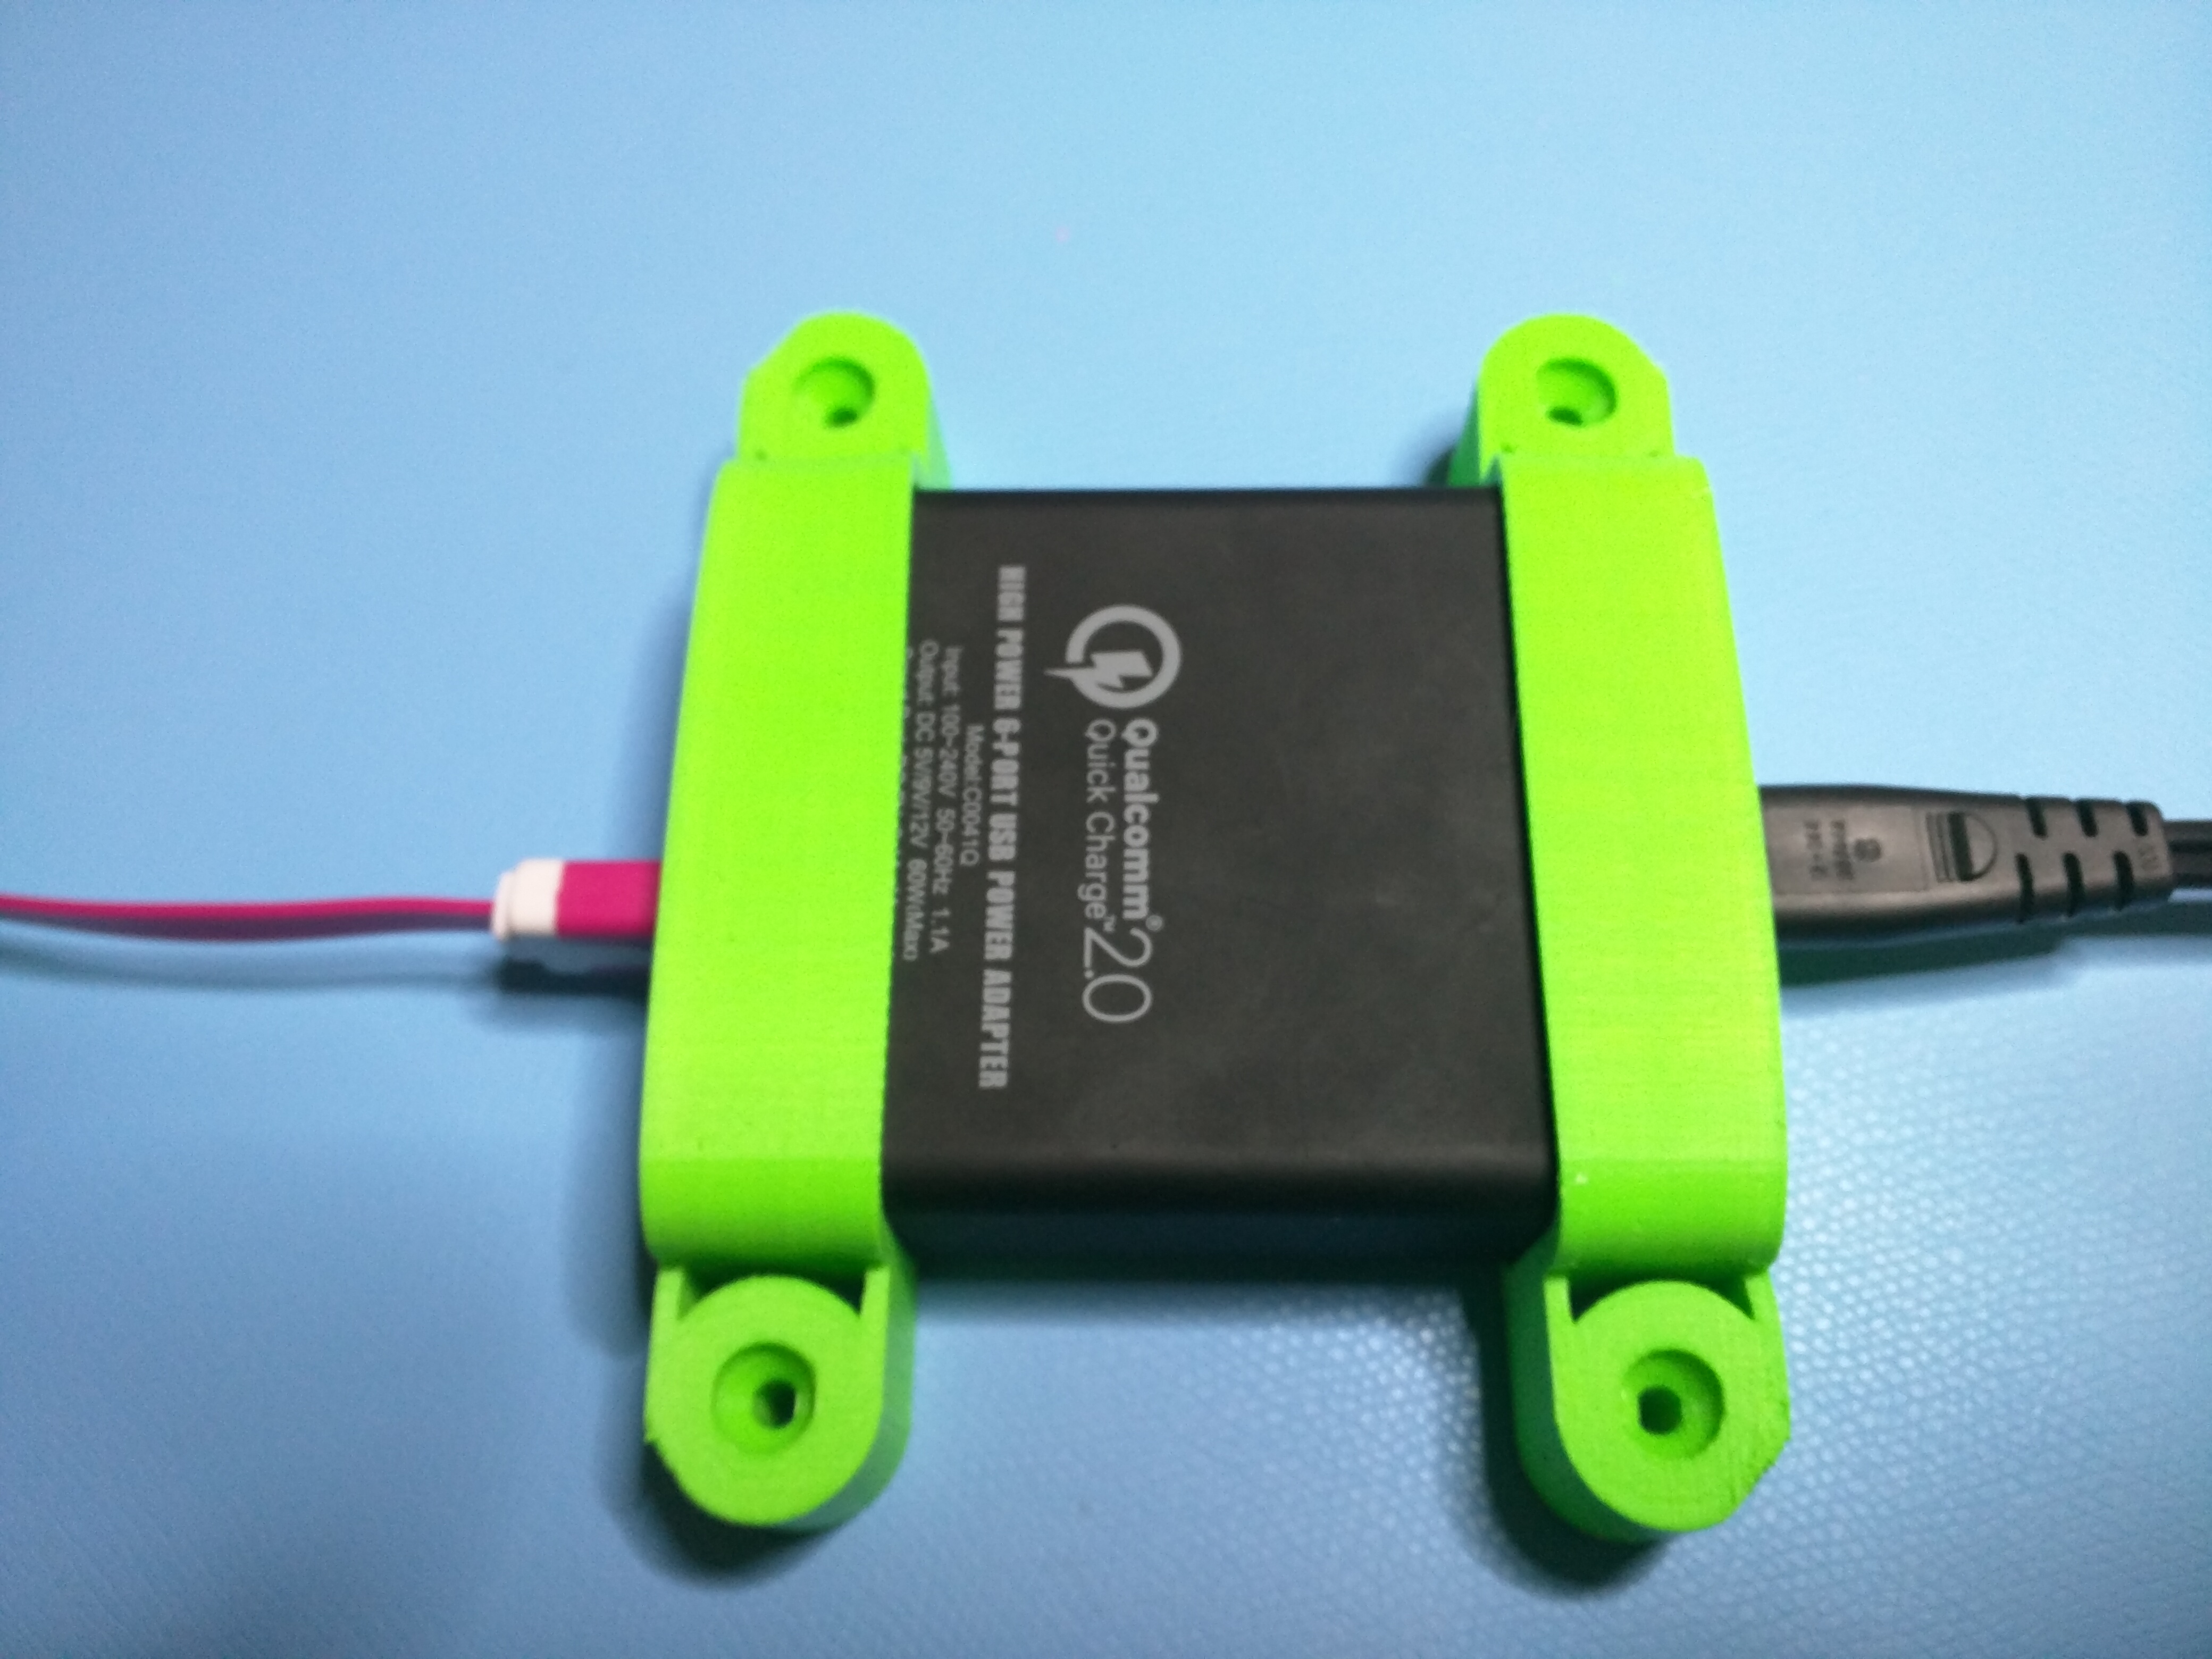 Qualcomm®
Quick Charge™ 2.0
HIGH POWER 6-PORT USB POWER ADAPTER
Model:C0041Q
Input: 100~240V 50~60Hz 1.1A
Output: DC 5V/9V/12V 60W(Max)